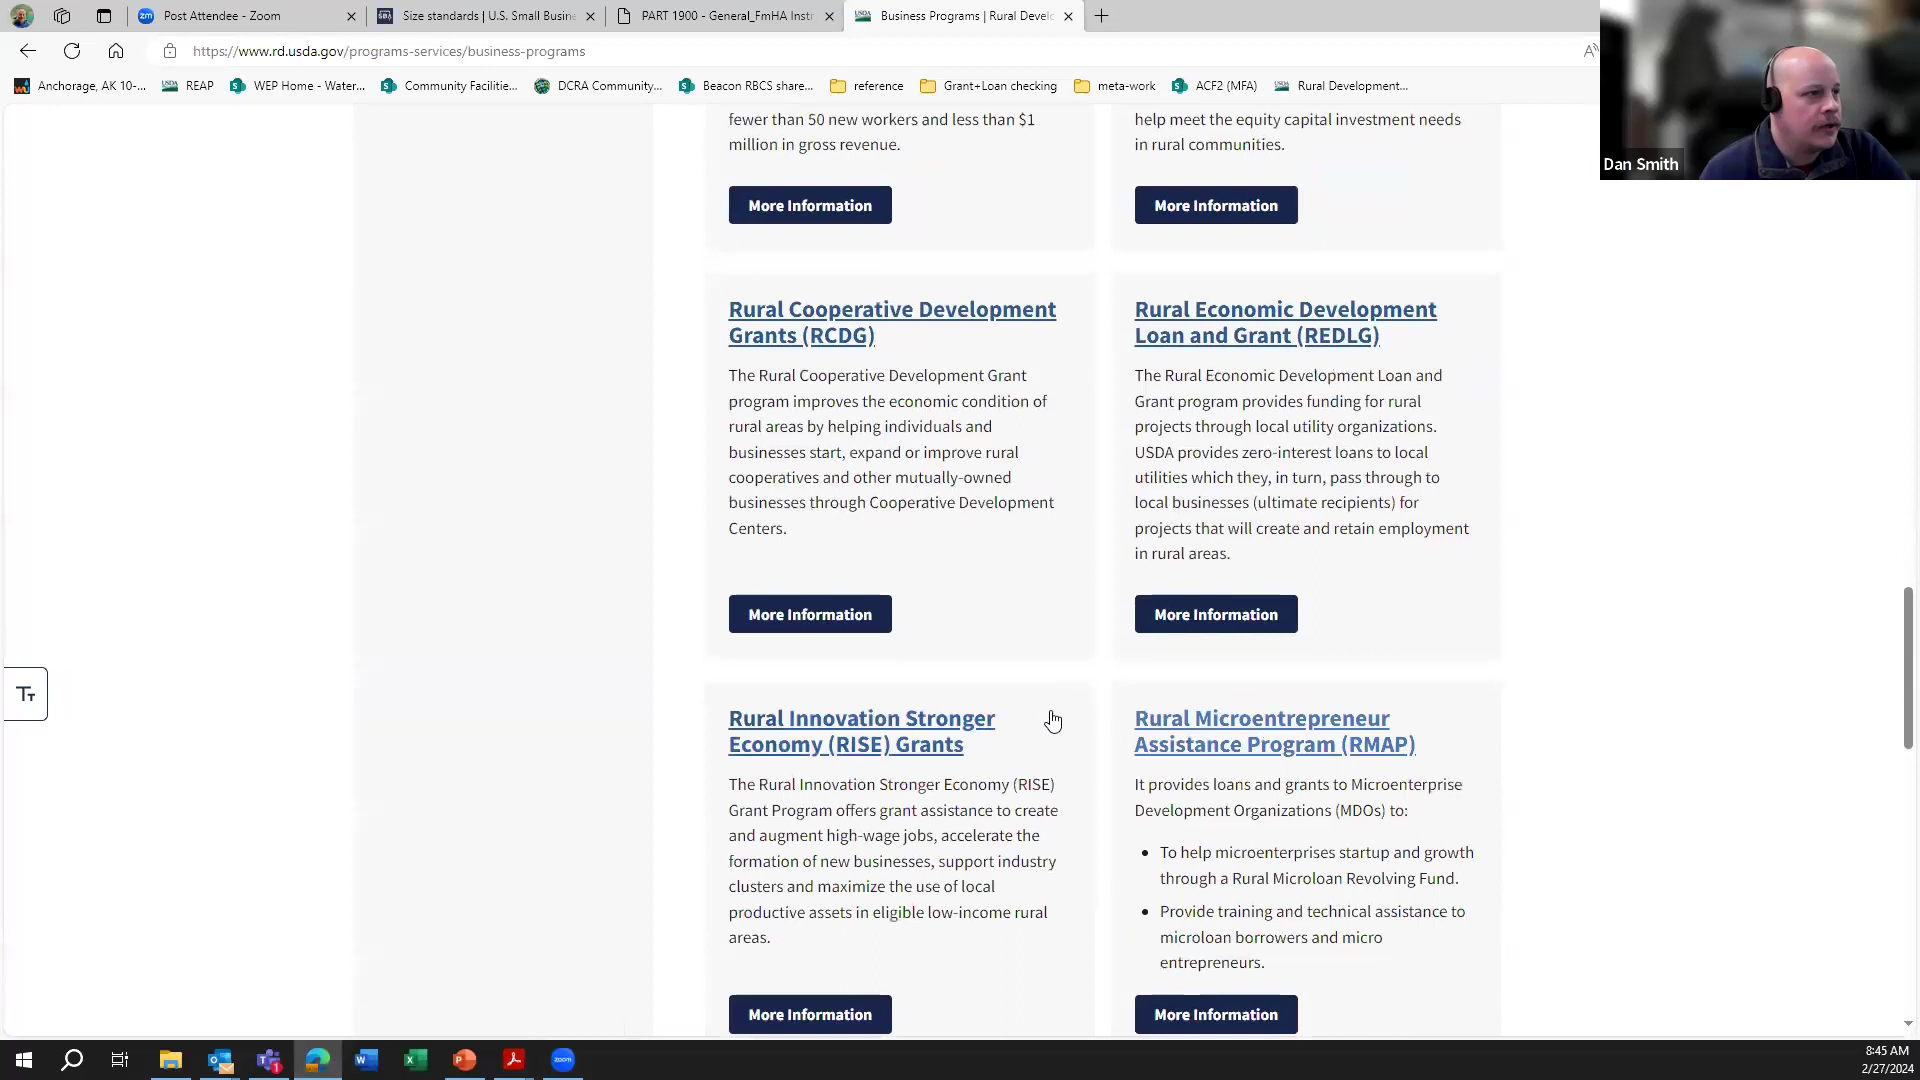 Post Attendee - Zoom
Size standards | U.S. Small Busine
PART 1900 - General_FmHA Instr
Business Programs | Rural Develo
https://www.rd.usda.gov/programs-services/business-programs
Anchorage, AK 10-...
REAP
WEP Home - Water...
Community Facilitie...
DCRA Community...
Beacon RBCS share...
reference
Grant+Loan checking
meta-work
ACF2 (MFA)
Rural Development...
Dan Smith
fewer than 50 new workers and less than $1
million in gross revenue.
More Information
help meet the equity capital investment needs
in rural communities.
More Information
Rural Cooperative Development
Grants (RCDG)
The Rural Cooperative Development Grant
program improves the economic condition of
rural areas by helping individuals and
businesses start, expand or improve rural
cooperatives and other mutually-owned
businesses through Cooperative Development
Centers.
More Information
Rural Economic Development
Loan and Grant (REDLG)
The Rural Economic Development Loan and
Grant program provides funding for rural
projects through local utility organizations.
USDA provides zero-interest loans to local
utilities which they, in turn, pass through to
local businesses (ultimate recipients) for
projects that will create and retain employment
in rural areas.
More Information
Rural Innovation Stronger
Economy (RISE) Grants
The Rural Innovation Stronger Economy (RISE)
Grant Program offers grant assistance to create
and augment high-wage jobs, accelerate the
formation of new businesses, support industry
clusters and maximize the use of local
productive assets in eligible low-income rural
areas.
More Information
Rural Microentrepreneur
Assistance Program (RMAP)
It provides loans and grants to Microenterprise
Development Organizations (MDOs) to:
• To help microenterprises startup and growth
through a Rural Microloan Revolving Fund.
• Provide training and technical assistance to
microloan borrowers and micro
entrepreneurs.
More Information
8:45 AM
2/27/2024